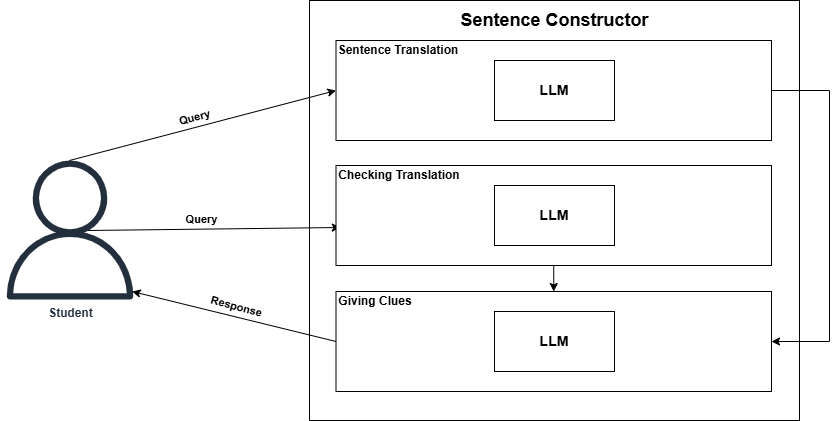 Sentence Constructor
Sentence Translation
LLM
Query
Checking Translation
LLM
Query
Giving Clues
LLM
Response
Student